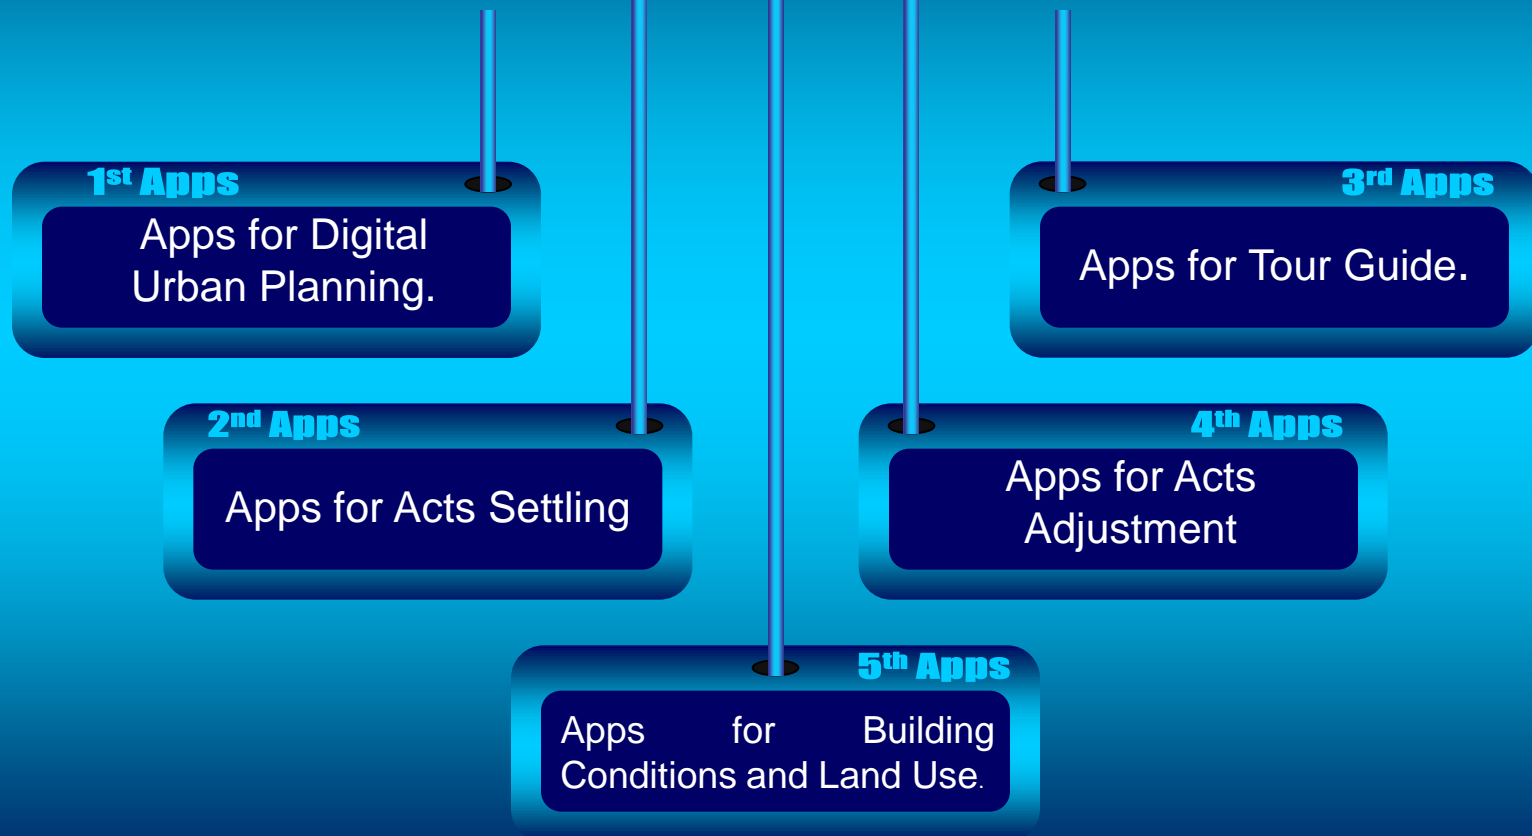 1st Apps
Apps for Digital
Urban Planning.
2nd Apps
Apps for Acts Settling
3rd Apps
Apps for Tour Guide.
4th Apps
Apps for Acts
Adjustment
5th Apps
Apps for Building
Conditions and Land Use.